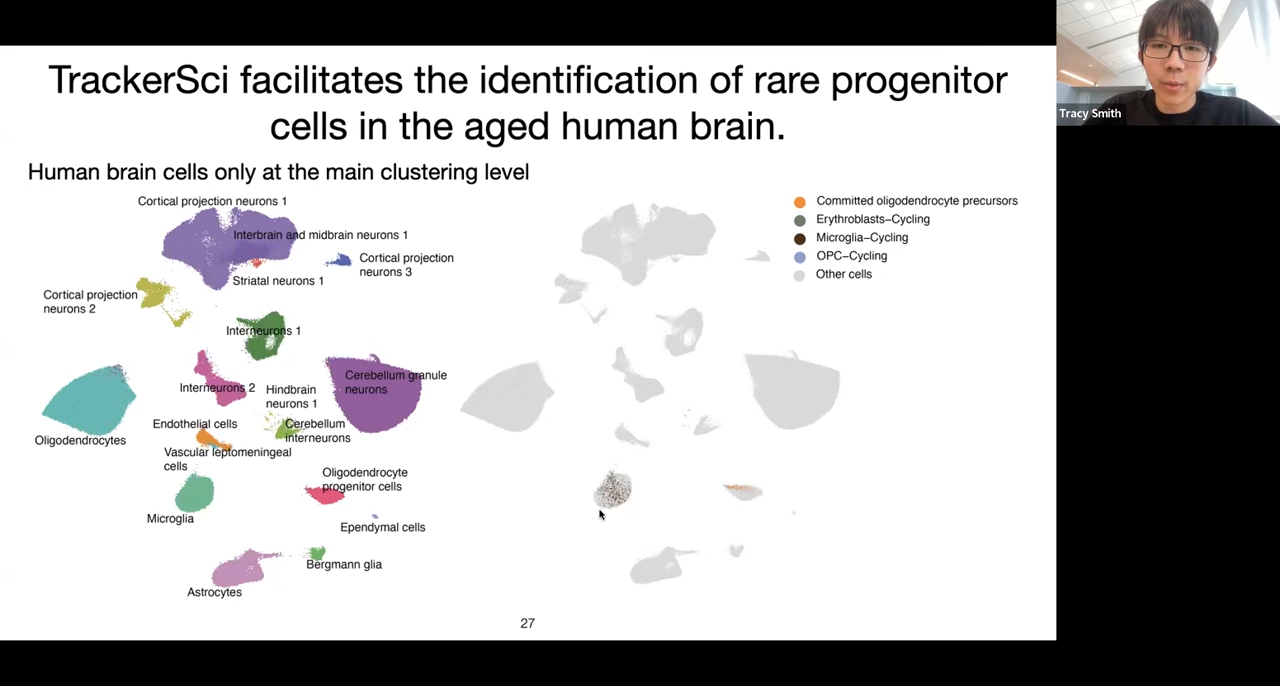 TrackerSci facilitates the identification of rare progenitor
cells in the aged human brain.
Human brain cells only at the main clustering level
Cortical projection neurons 1
Interbrain and midbrain neurons 1
Cortical projection
neurons 3
Striatal neurons 1
Cortical projection
neurons 2
Interneurons 1
Cerebellum granule
neurons
Interneurons 2
Hindbrain
neurons 1
Endothelial cells
Cerebellum
interneurons
Oligodendrocytes
Vascular leptomeningeal
cells
Oligodendrocyte
progenitor cells
Microglia
Ependymal cells
Bergmann glia
Astrocytes
Committed oligodendrocyte precursors
Erythroblasts−Cycling
Microglia−Cycling
OPC−Cycling
Other cells
27
Tracy Smith